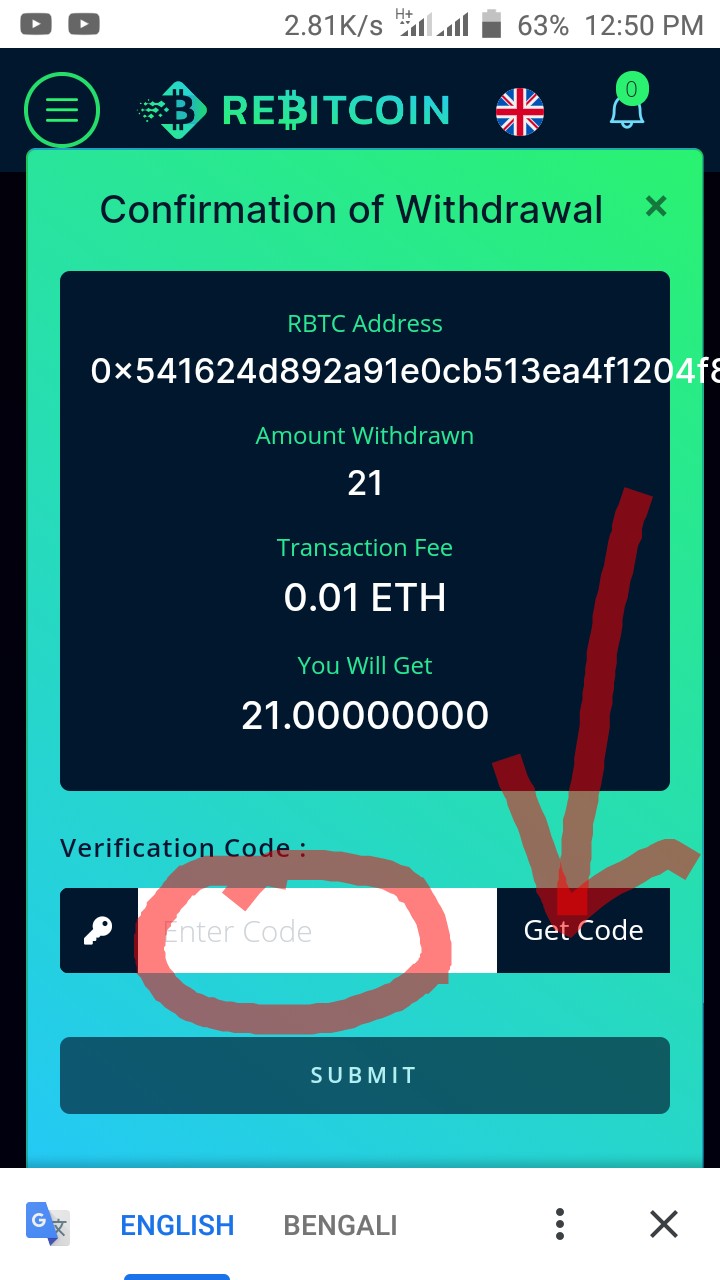 2.81K/s H+ 63% 12:50 PM
REBITCOIN 0
Confirmation of Withdrawal ×
RBTC Address
0×541624d892a91e0cb513ea4f1204f8
Amount Withdrawn
21
Transaction Fee
0.01 ETH
You Will Get
21.00000000
Verification Code :
Enter Code Get Code
SUBMIT
G 文 ENGLISH BENGALI